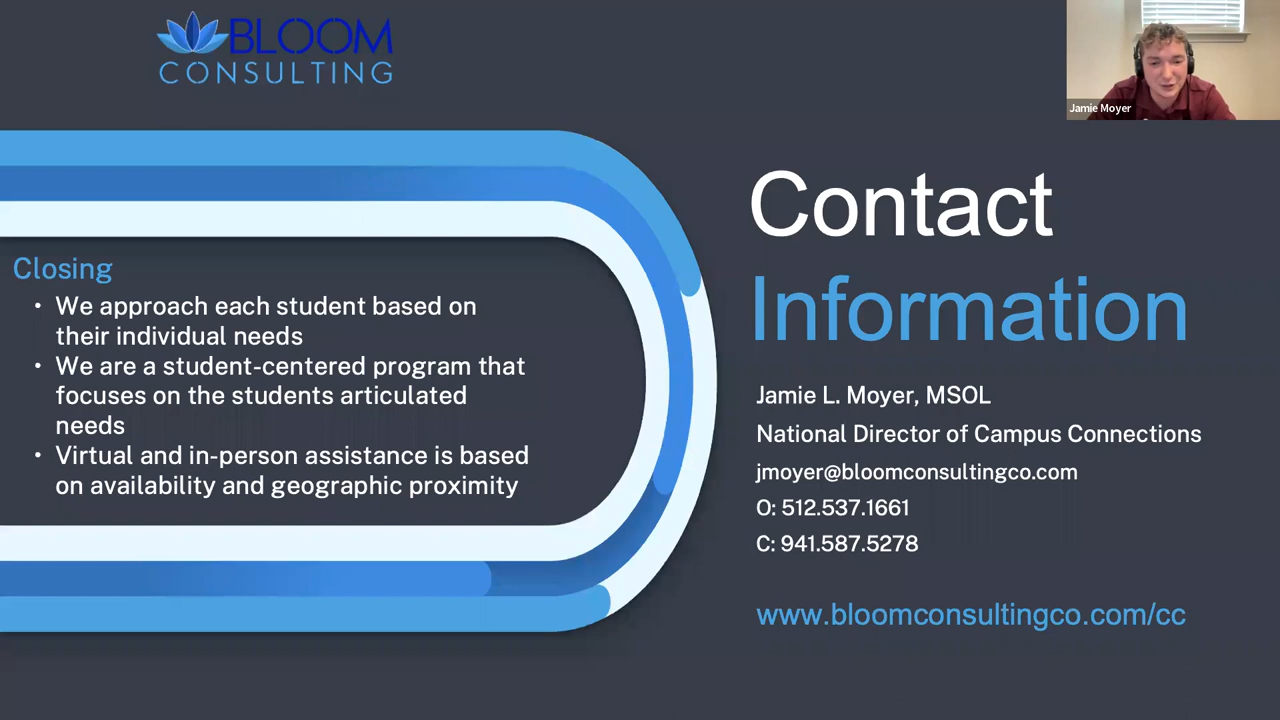 BLOOM
CONSULTING
Jamie Moyer
Contact
Information
Closing
• We approach each student based on
their individual needs
• We are a student-centered program that
focuses on the students articulated
needs
• Virtual and in-person assistance is based
on availability and geographic proximity
Jamie L. Moyer, MSOL
National Director of Campus Connections
jmoyer@bloomconsultingco.com
O: 512.537.1661
C: 941.587.5278
www.bloomconsultingco.com/cc